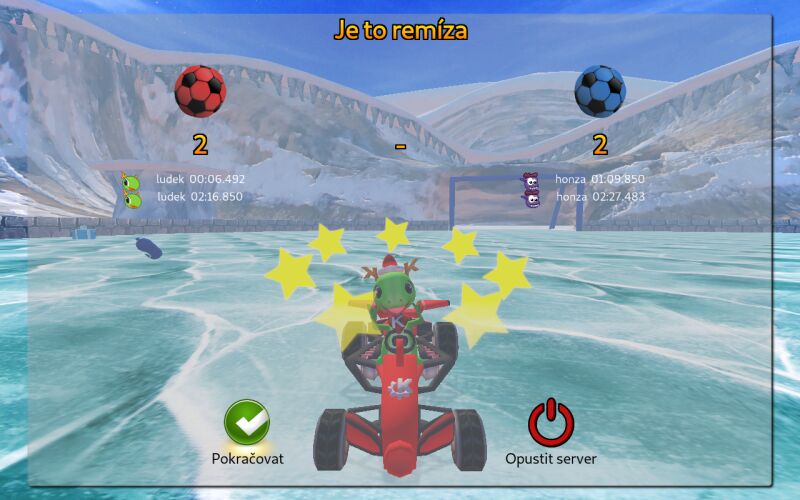 Je to remíza
2 - 2
ludek 00:06.492
ludek 02:16.850
honza 01:09.850
honza 02:27.483
K
K
Pokračovat
Opustit server